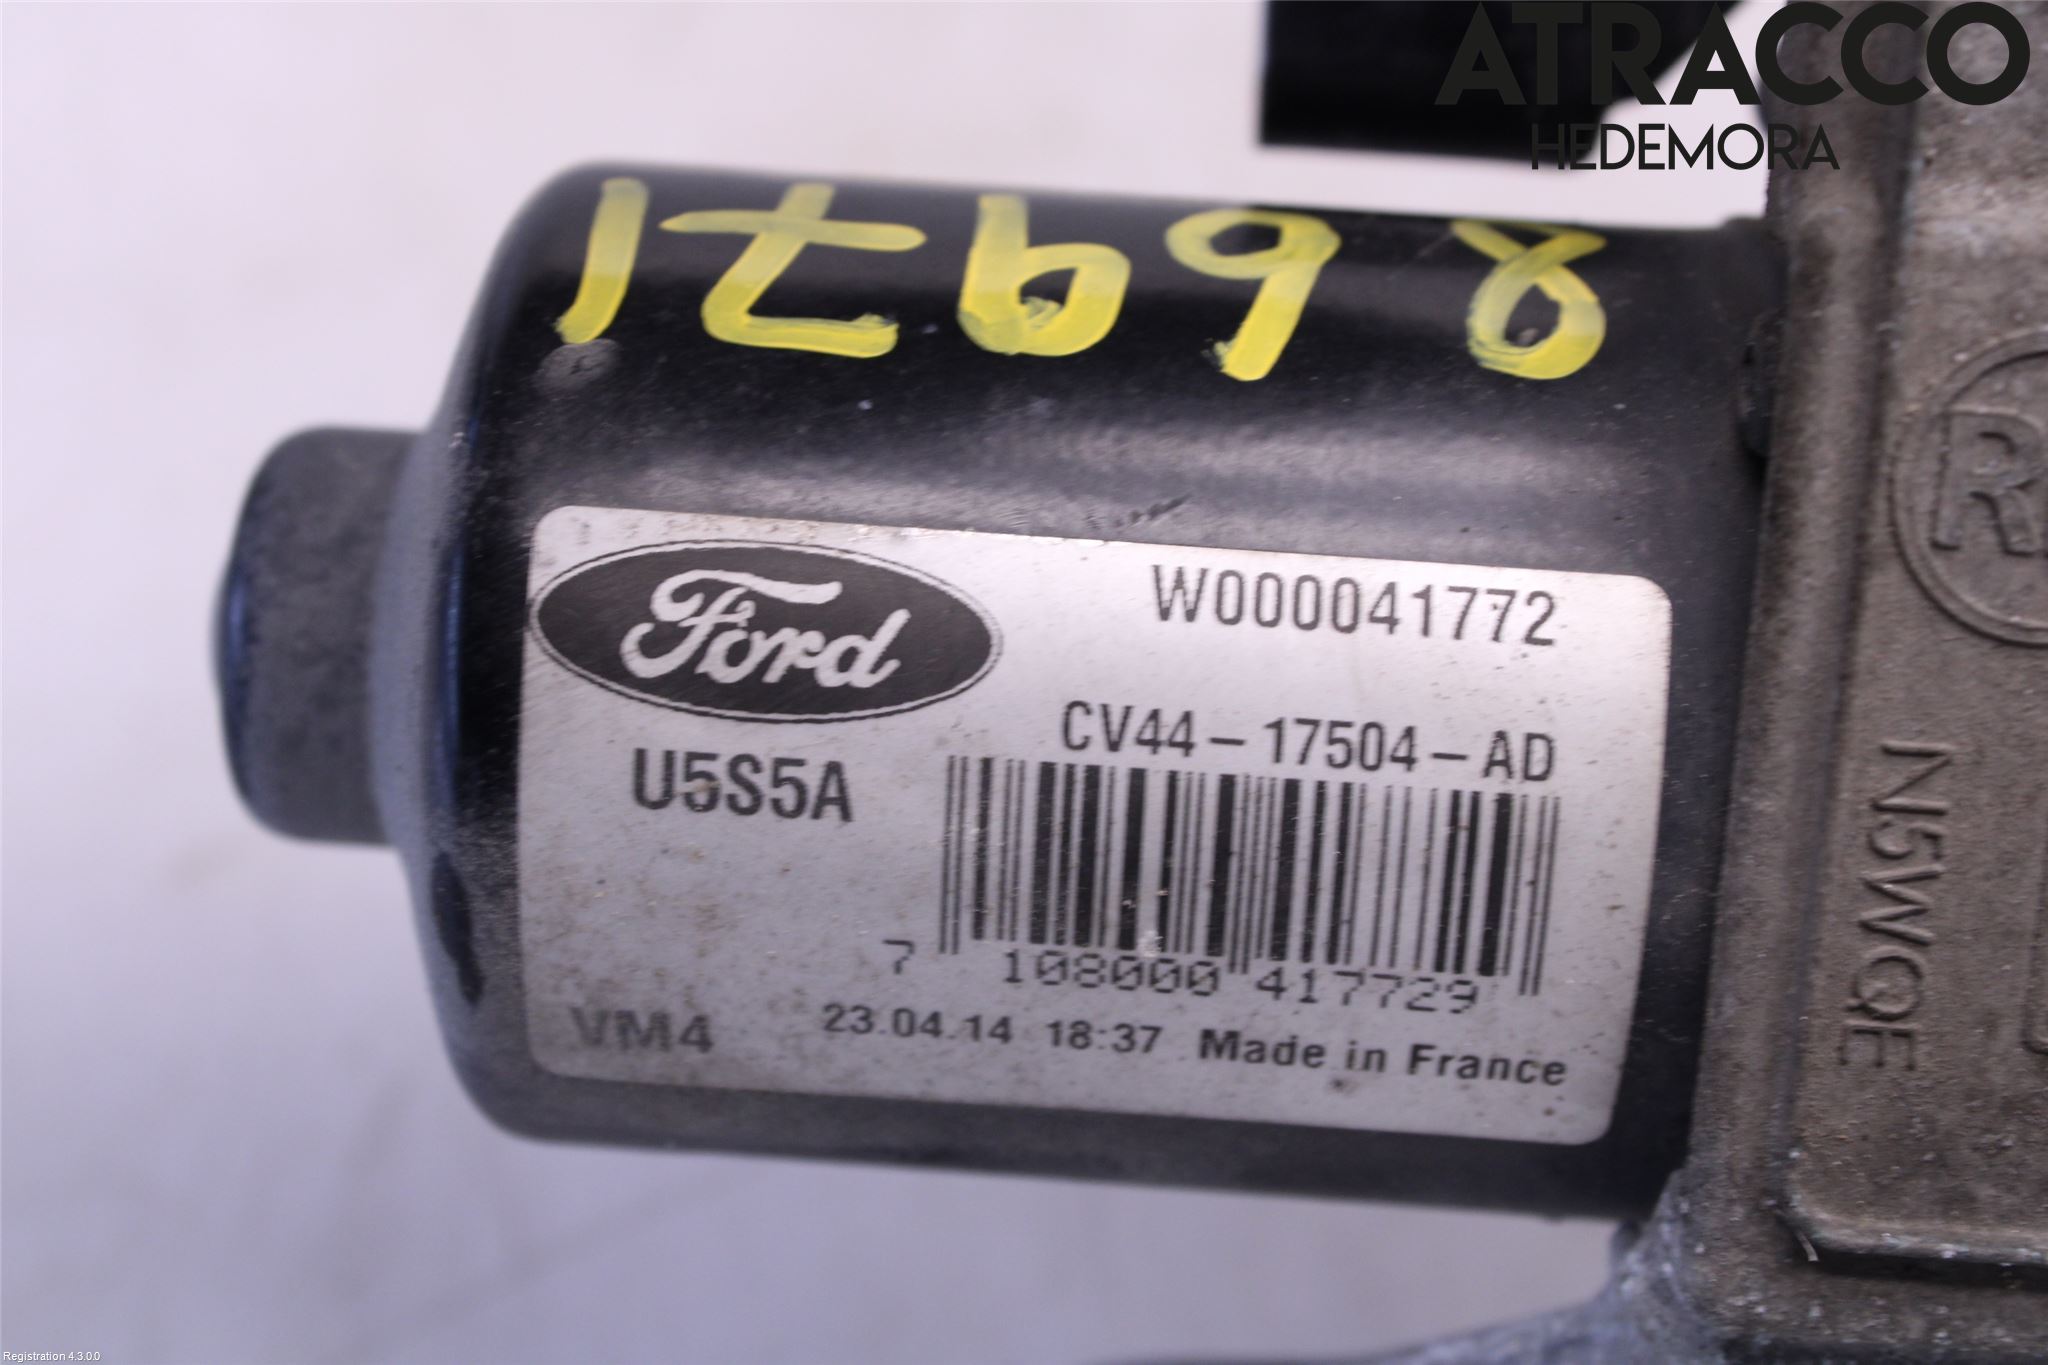 ATRACCO
HEDEMORA
86971
Ford
W000041772
CV44-17504-AD
U5S5A
7 108000 417729
VM4 23.04.14 18:37 Made in France
R
N5WQE
Registration 4.3.0.0